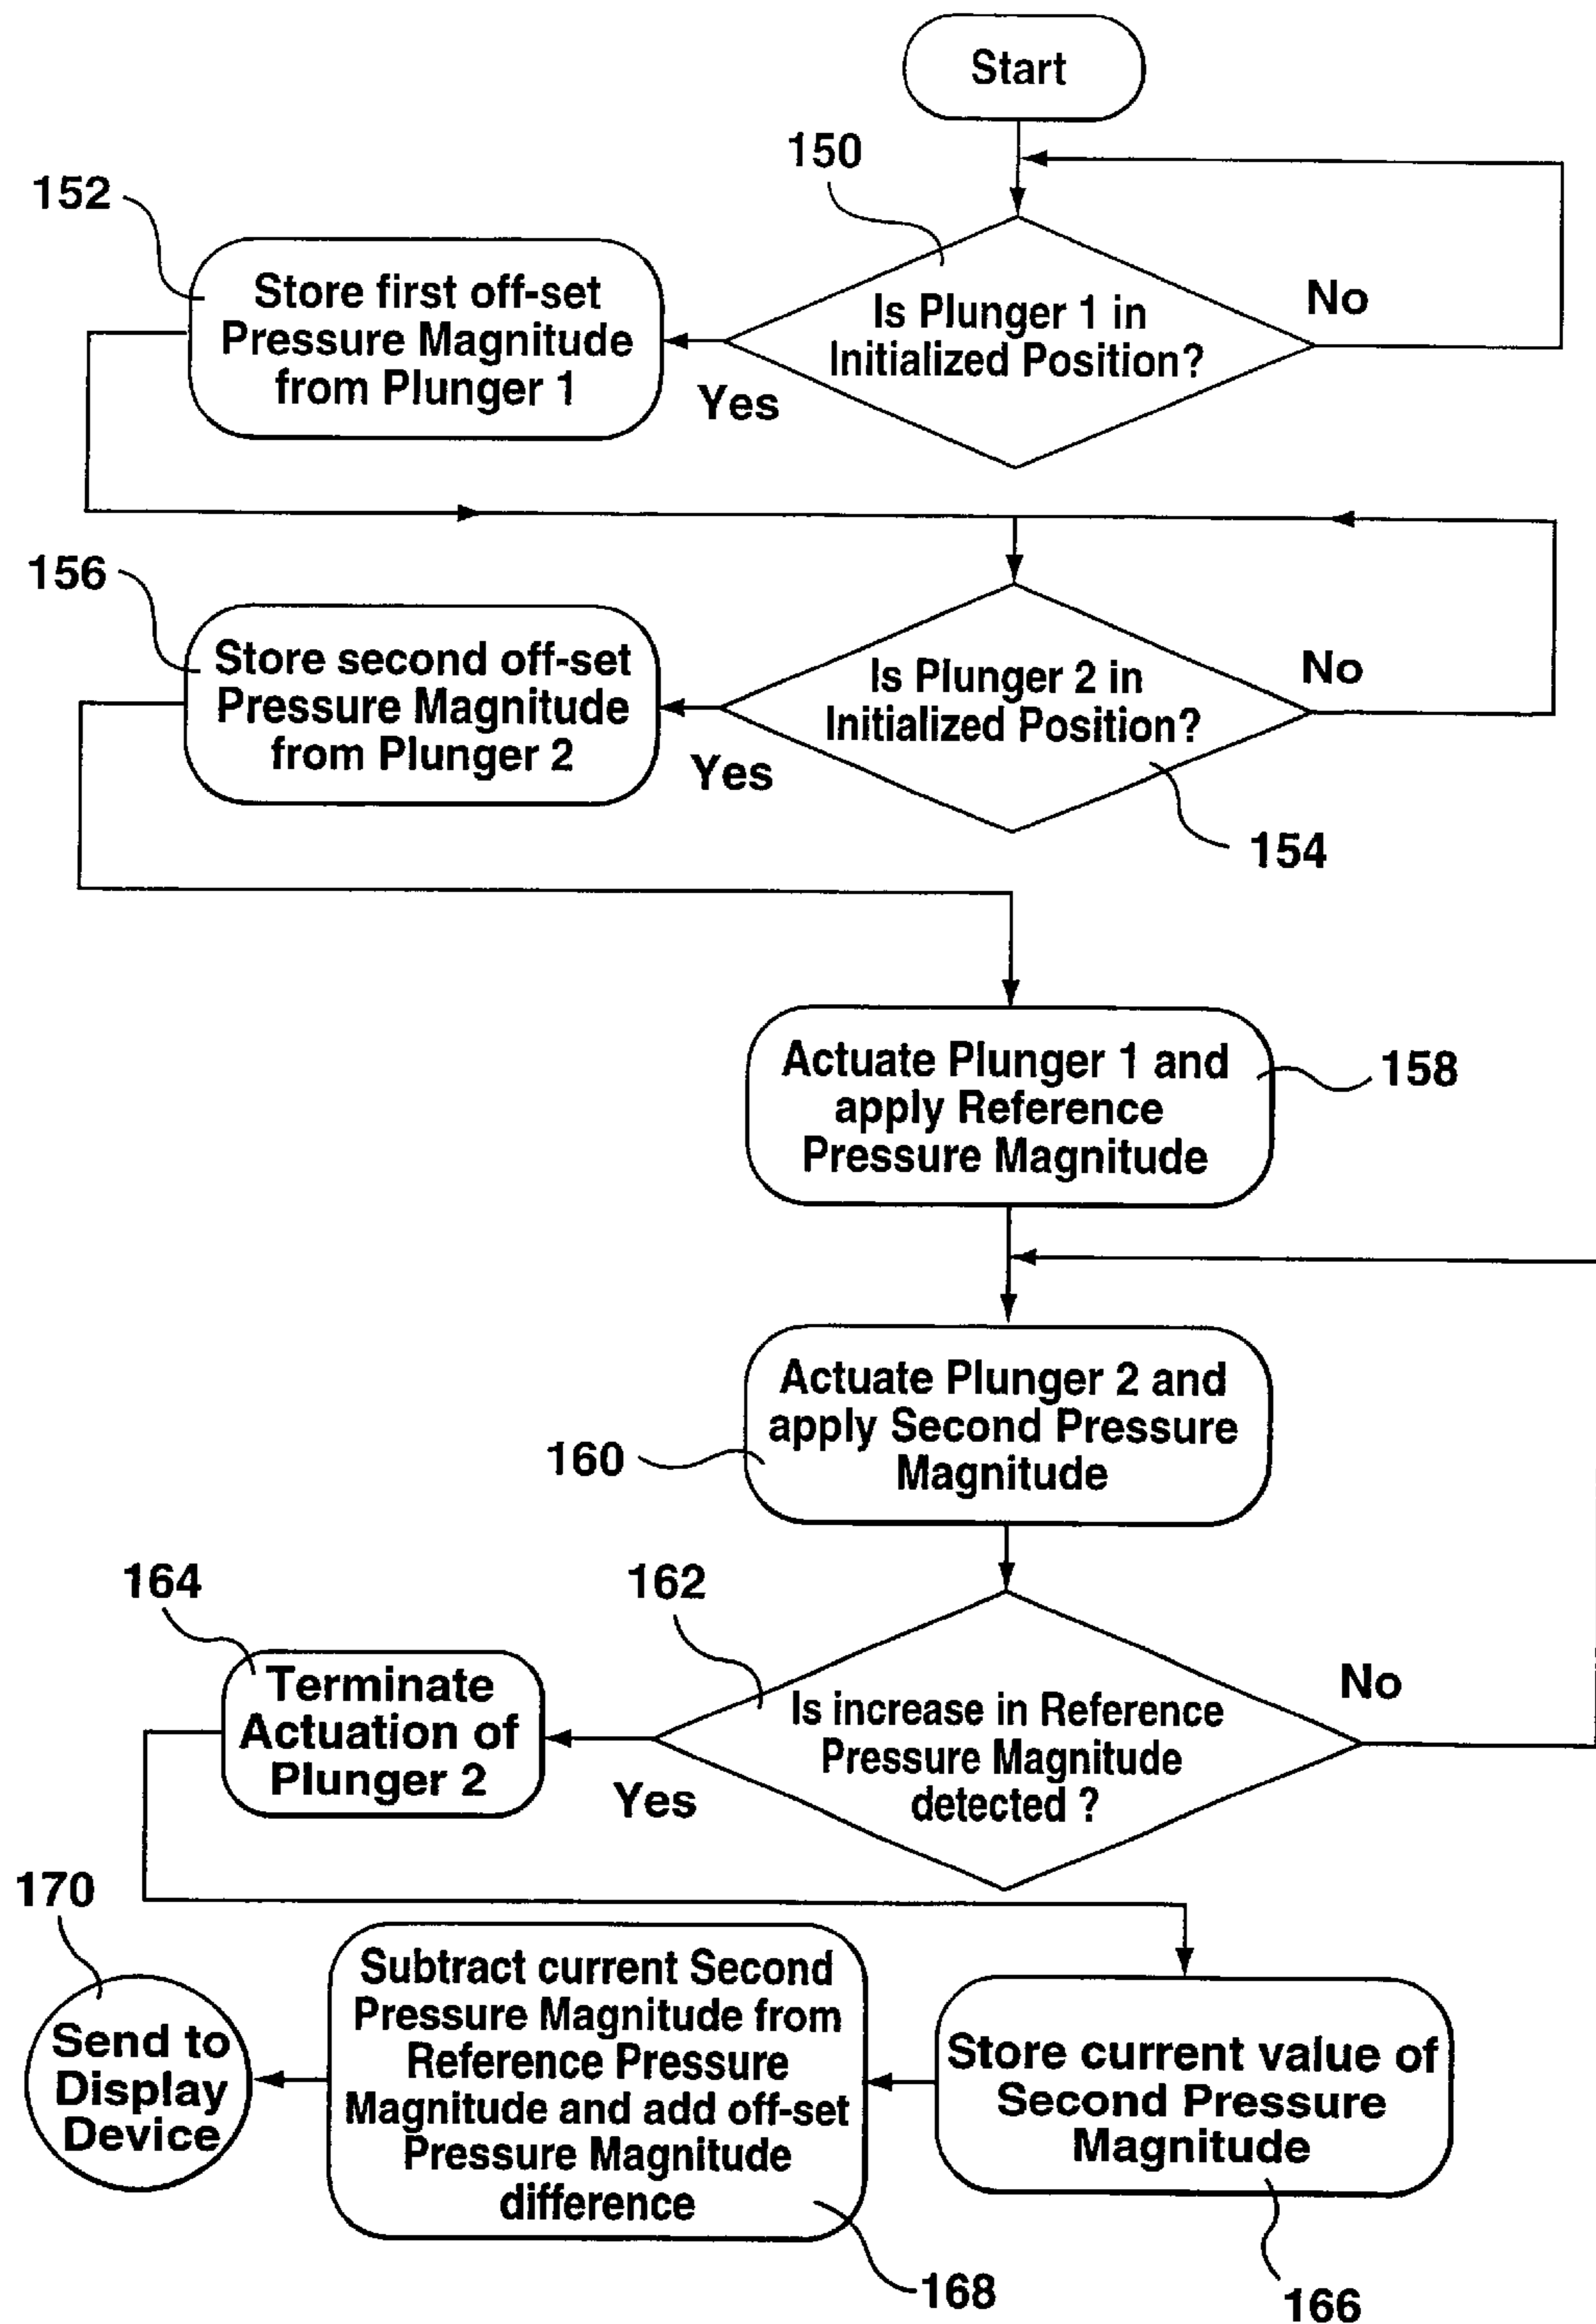 Start
150
152
Store first off-set
Pressure Magnitude
from Plunger 1
Is Plunger 1 in
Initialized Position?
No
Yes
156
Store second off-set
Pressure Magnitude
from Plunger 2
Is Plunger 2 in
Initialized Position?
No
Yes
154
Actuate Plunger 1 and
apply Reference
Pressure Magnitude
158
Actuate Plunger 2 and
apply Second Pressure
Magnitude
160
164
162
Terminate
Actuation of
Plunger 2
Is increase in Reference
Pressure Magnitude
detected ?
No
Yes
170
Send to
Display
Device
Subtract current Second
Pressure Magnitude from
Reference Pressure
Magnitude and add off-set
Pressure Magnitude
difference
Store current value of
Second Pressure
Magnitude
168
166